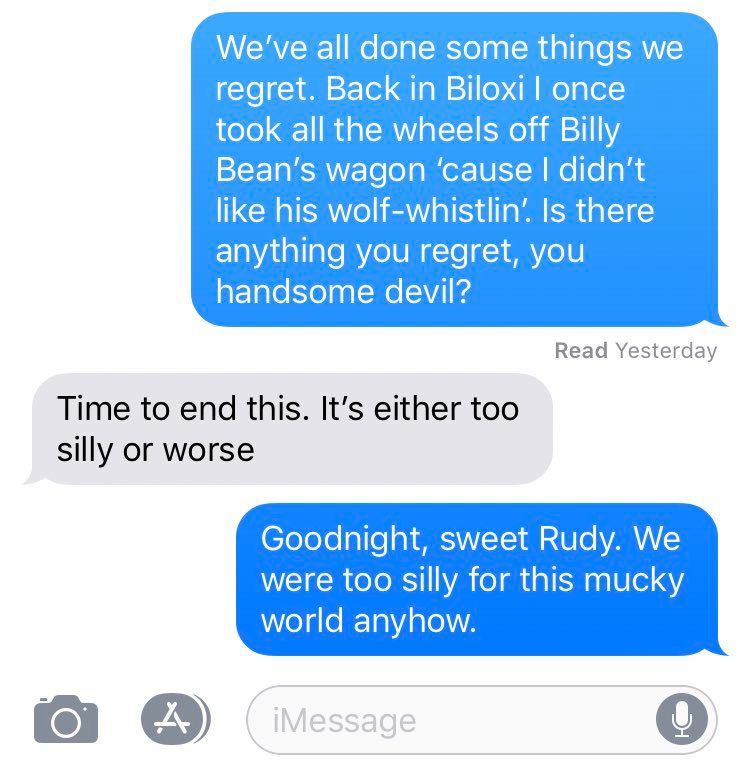 We’ve all done some things we
regret. Back in Biloxi I once
took all the wheels off Billy
Bean’s wagon ‘cause I didn’t
like his wolf-whistlin’. Is there
anything you regret, you
handsome devil?
Read Yesterday
Time to end this. It’s either too
silly or worse
Goodnight, sweet Rudy. We
were too silly for this mucky
world anyhow.
iMessage